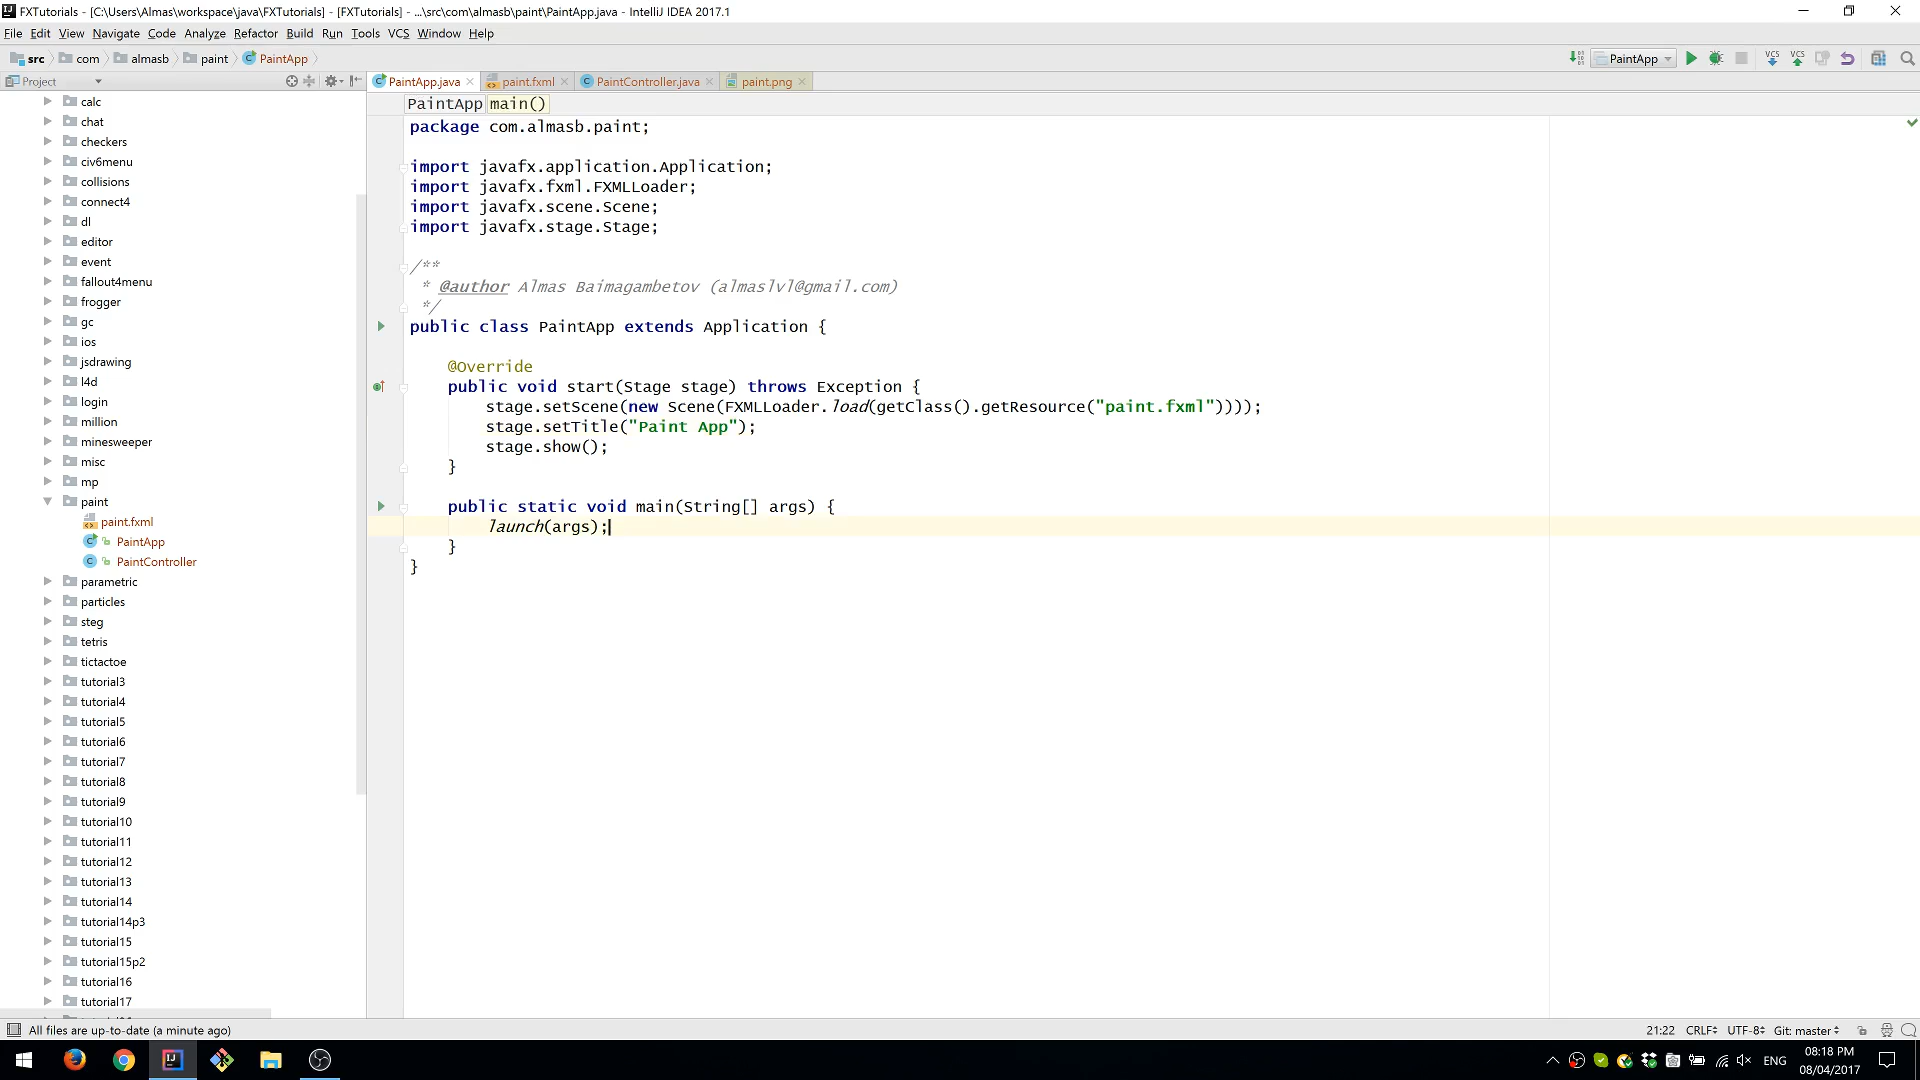 FXTutorials - [C:\Users\Almas\workspace\java\FXTutorials] - [FXTutorials] - ...\src\com\almasb\paint\PaintApp.java - IntelliJ IDEA 2017.1
File Edit View Navigate Code Analyze Refactor Build Run Tools VCS Window Help
src com almasb paint PaintApp
PaintApp
VCS VCS
Project
PaintApp.java paint.fxml PaintController.java paint.png
calc
chat
checkers
civ6menu
collisions
connect4
dl
editor
event
fallout4menu
frogger
gc
ios
jsdrawing
l4d
login
million
minesweeper
misc
mp
paint
paint.fxml
PaintApp
PaintController
parametric
particles
steg
tetris
tictactoe
tutorial3
tutorial4
tutorial5
tutorial6
tutorial7
tutorial8
tutorial9
tutorial10
tutorial11
tutorial12
tutorial13
tutorial14
tutorial14p3
tutorial15
tutorial15p2
tutorial16
tutorial17
PaintApp main()
package com.almasb.paint;
import javafx.application.Application;
import javafx.fxml.FXMLLoader;
import javafx.scene.Scene;
import javafx.stage.Stage;
/**
* @author Almas Baimagambetov (almaslvl@gmail.com)
*/
public class PaintApp extends Application {
@Override
public void start(Stage stage) throws Exception {
stage.setScene(new Scene(FXMLLoader.load(getClass().getResource("paint.fxml"))));
stage.setTitle("Paint App");
stage.show();
}
public static void main(String[] args) {
launch(args);
}
}
All files are up-to-date (a minute ago)
21:22 CRLF UTF-8 Git: master
ENG
08:18 PM
08/04/2017